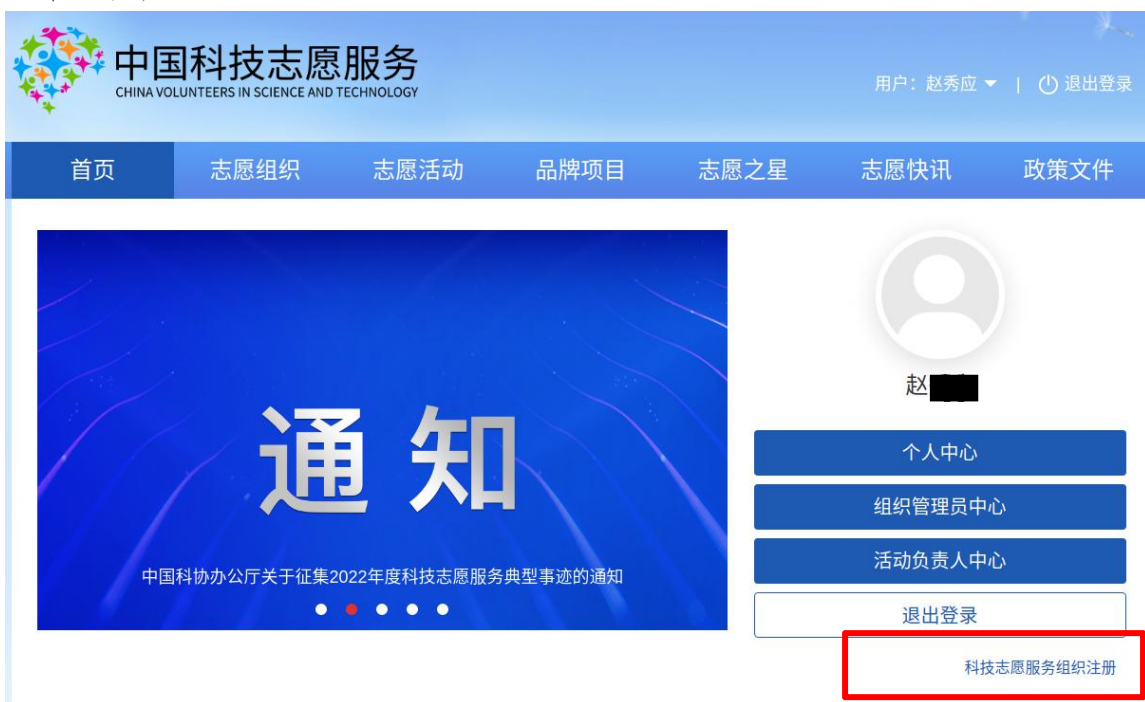 中国科技志愿服务
CHINA VOLUNTEERS IN SCIENCE AND TECHNOLOGY
用户：赵秀应 | 退出登录
首页 志愿组织 志愿活动 品牌项目 志愿之星 志愿快讯 政策文件
通知
中国科协办公厅关于征集2022年度科技志愿服务典型事迹的通知
赵
个人中心
组织管理员中心
活动负责人中心
退出登录
科技志愿服务组织注册